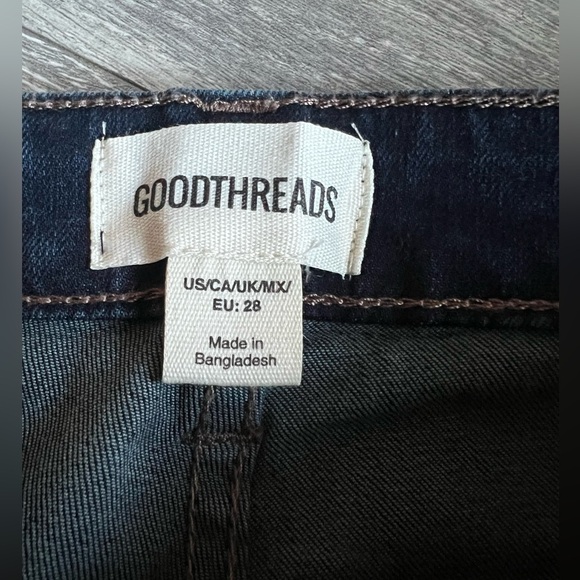 GOODTHREADS
US/CA/UK/MX/
EU: 28
Made in
Bangladesh